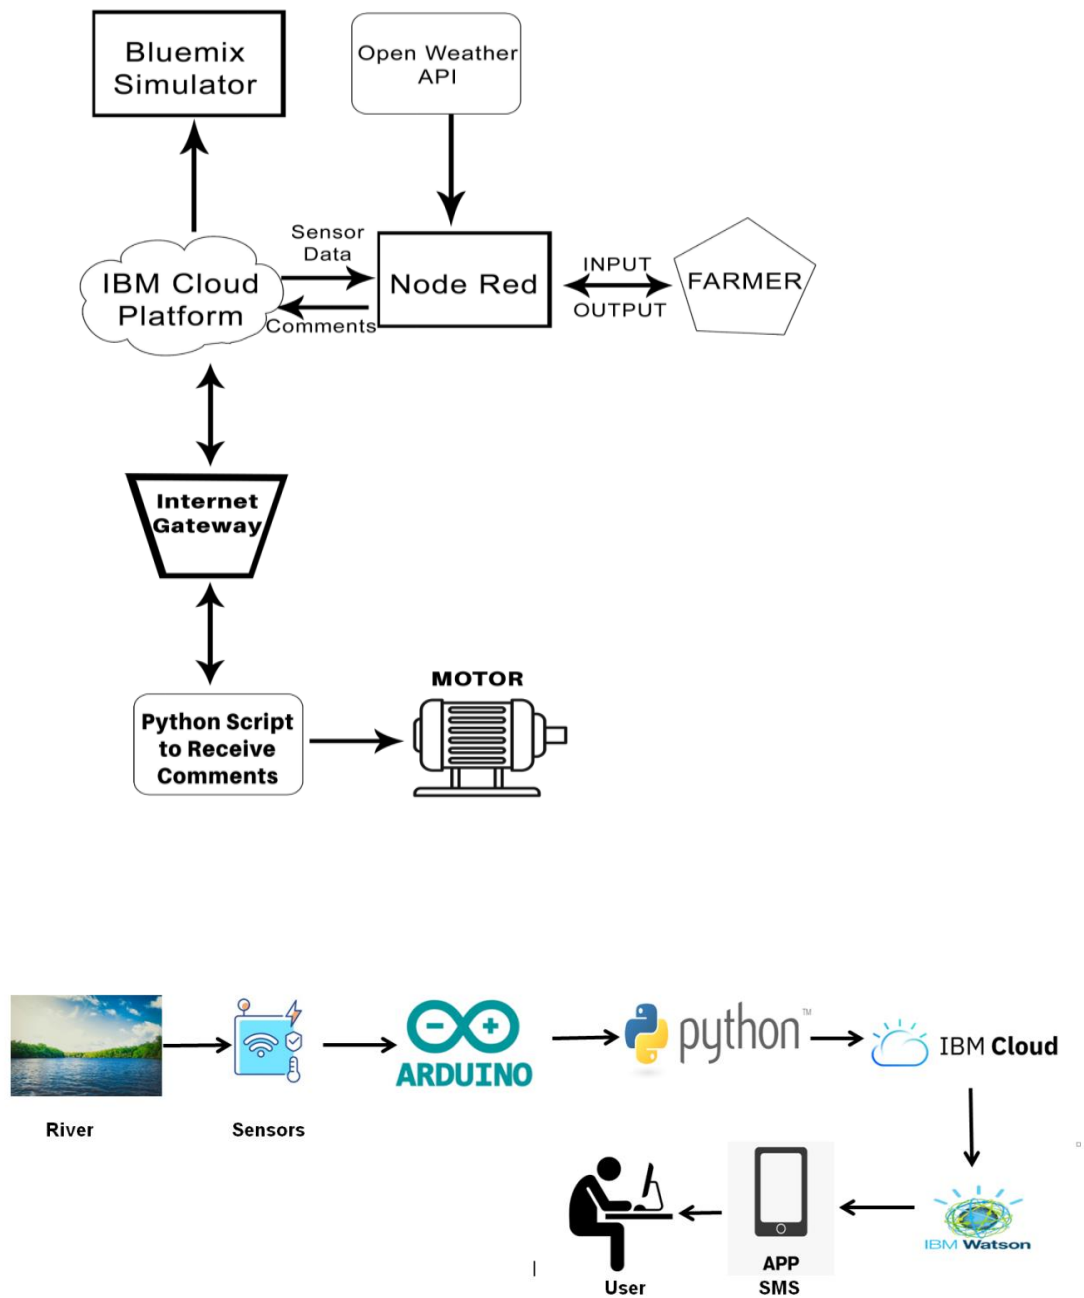 Bluemix
Simulator
Open Weather
API
Sensor
Data
IBM Cloud
Platform
Comments
Node Red
INPUT
OUTPUT
FARMER
Internet
Gateway
Python Script
to Receive
Comments
MOTOR
River
Sensors
ARDUINO
python™
IBM Cloud
IBM Watson
APP
SMS
User